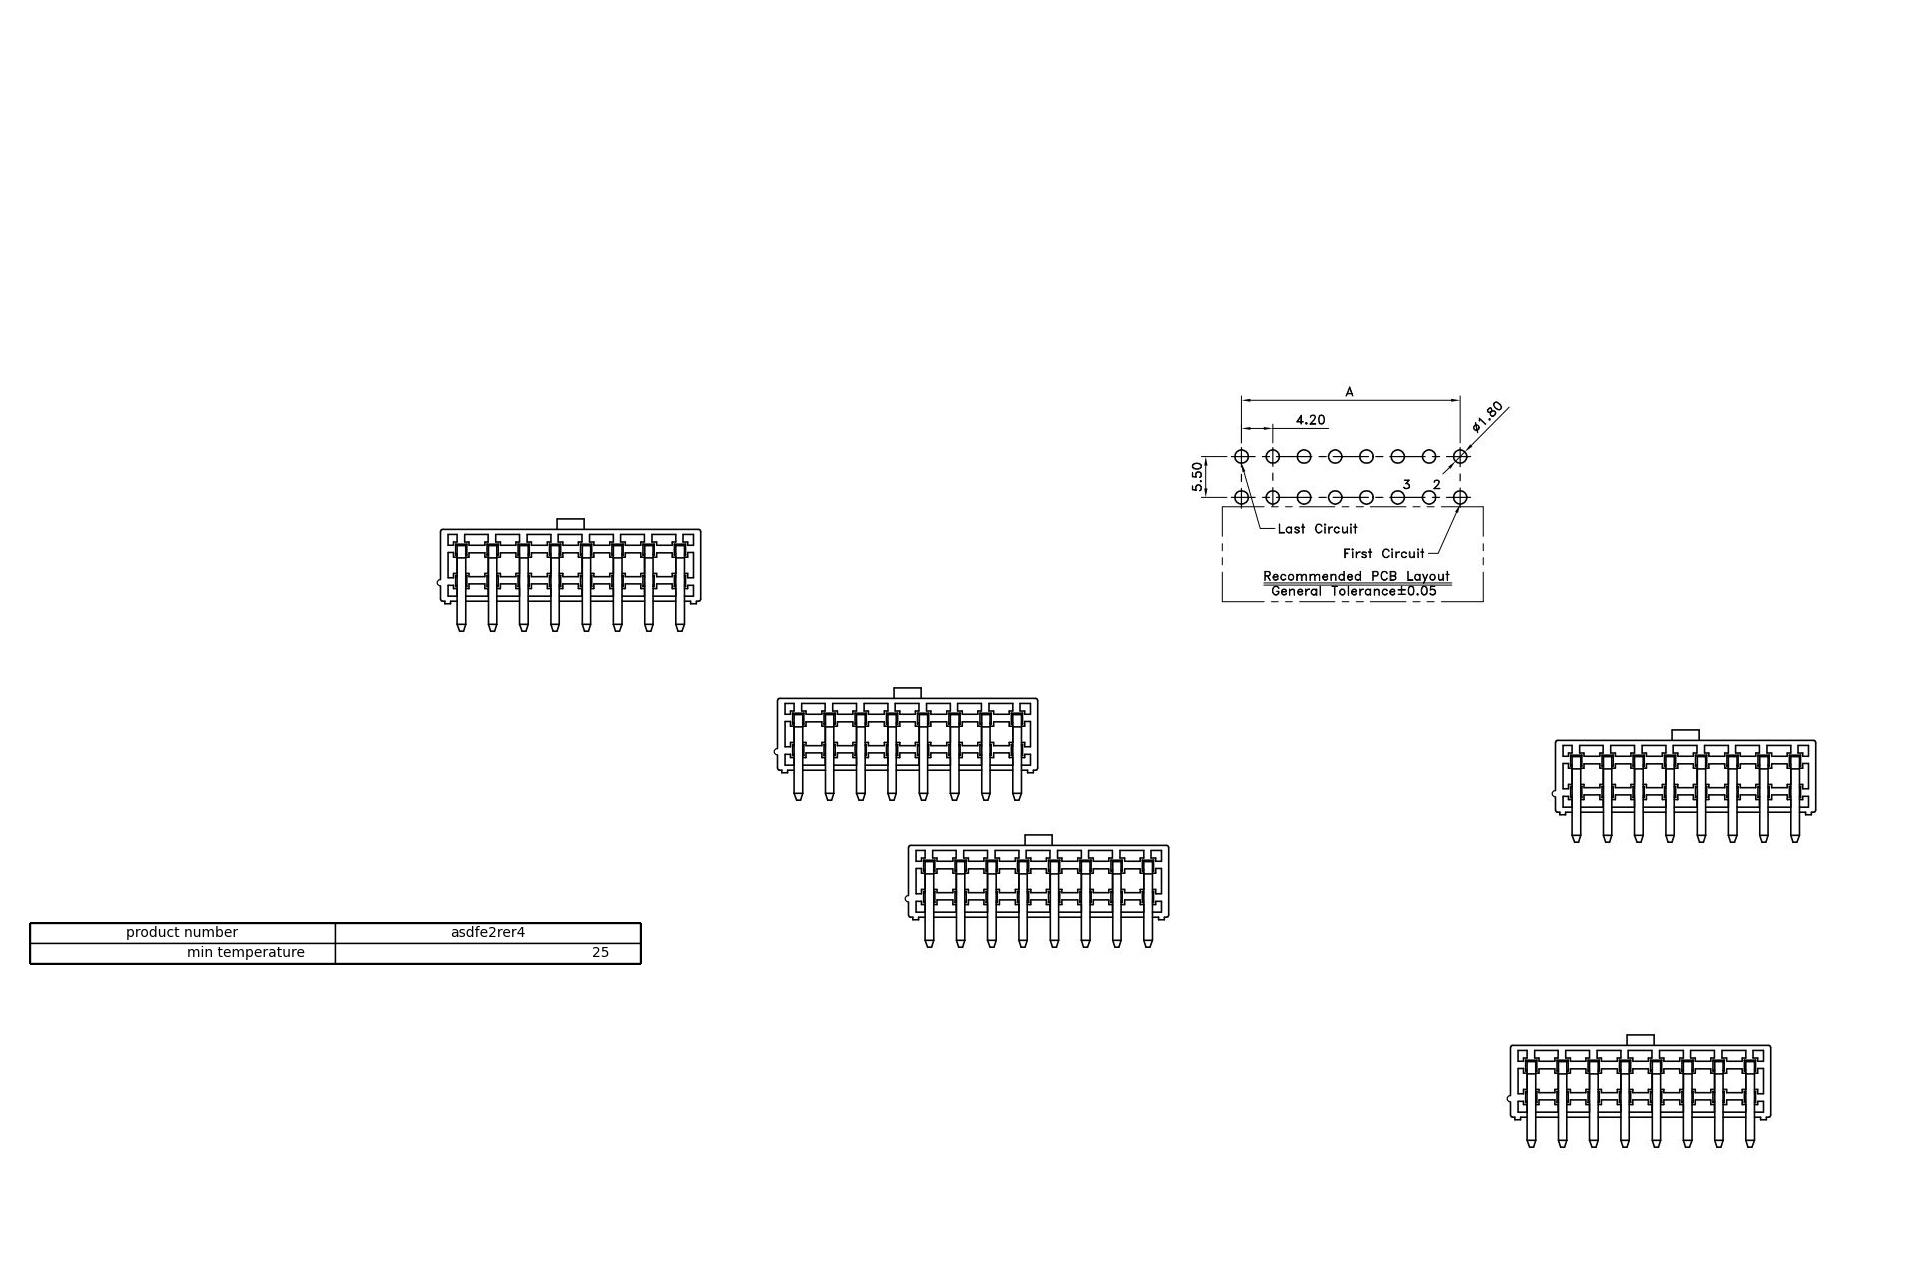 A
4.20
ø1.80
5.50
3 2
Last Circuit
First Circuit
Recommended PCB Layout
General Tolerance±0.05
product number asdfe2rer4
min temperature 25